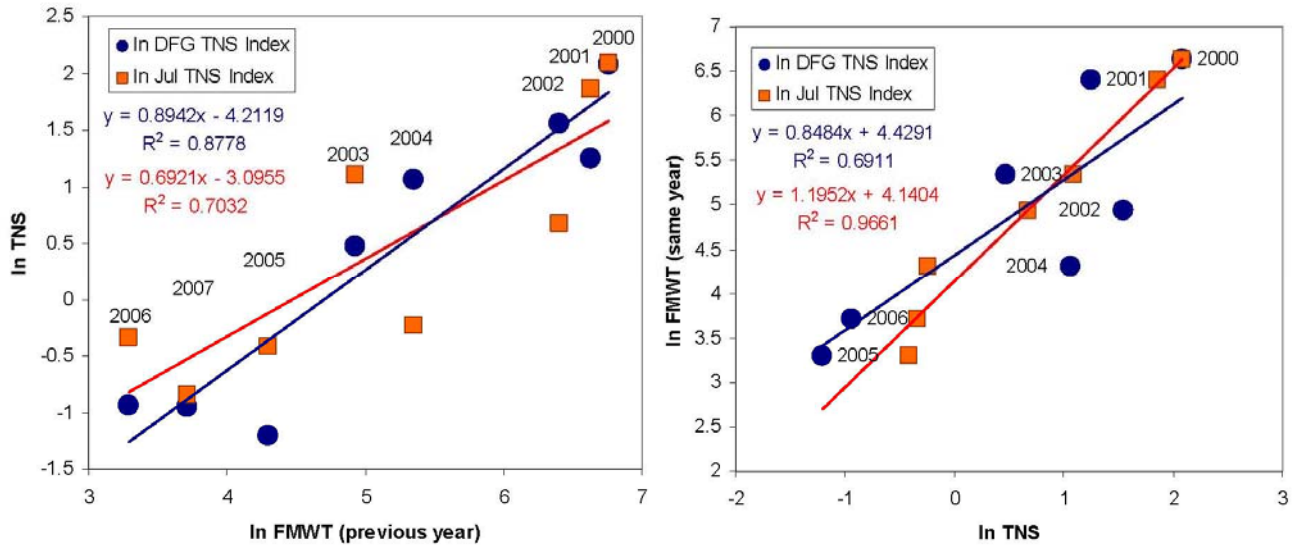 2.5
2
1.5
1
0.5
0
-0.5
-1
-1.5
ln TNS
ln DFG TNS Index
ln Jul TNS Index
y = 0.8942x - 4.2119
R² = 0.8778
y = 0.6921x - 3.0955
R² = 0.7032
2000
2001
2002
2004
2003
2005
2007
2006
3 4 5 6 7
ln FMWT (previous year)
7
6.5
6
5.5
5
4.5
4
3.5
3
2.5
2
ln FMWT (same year)
ln DFG TNS Index
ln Jul TNS Index
y = 0.8484x + 4.4291
R² = 0.6911
y = 1.1952x + 4.1404
R² = 0.9661
2000
2001
2003
2002
2004
2006
2005
-2 -1 0 1 2 3
ln TNS